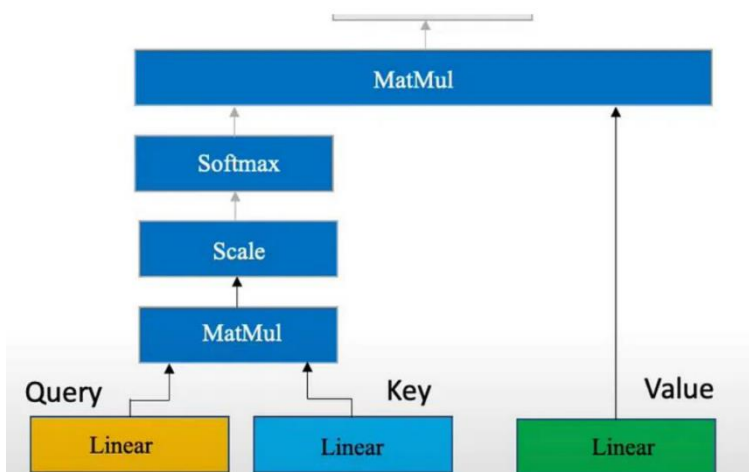 MatMul
Softmax
Scale
MatMul
Query
Key
Value
Linear
Linear
Linear